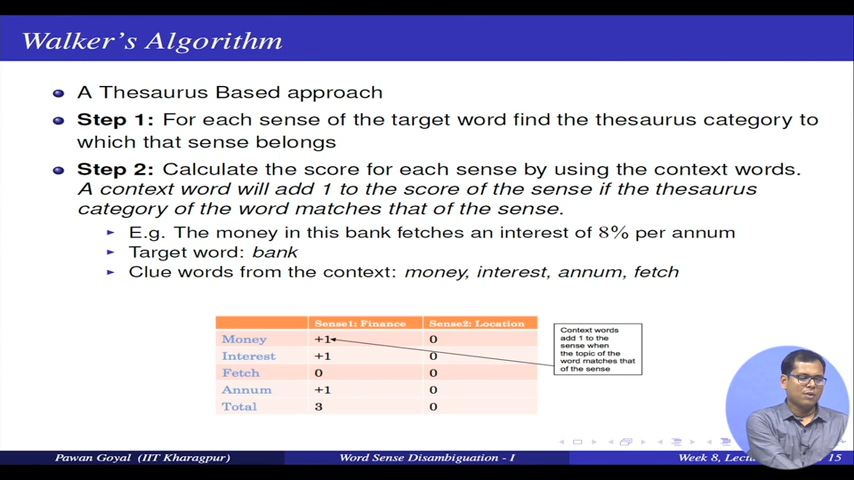 Walker's Algorithm
A Thesaurus Based approach
Step 1: For each sense of the target word find the thesaurus category to
which that sense belongs
Step 2: Calculate the score for each sense by using the context words.
A context word will add 1 to the score of the sense if the thesaurus
category of the word matches that of the sense.
E.g. The money in this bank fetches an interest of 8% per annum
Target word: bank
Clue words from the context: money, interest, annum, fetch
Sense1: Finance Sense2: Location
Money +1 0
Interest +1 0
Fetch 0 0
Annum +1 0
Total 3 0
Context words
add 1 to the
sense when
the topic of the
word matches that
of the sense
Pawan Goyal (IIT Kharagpur) Word Sense Disambiguation - I Week 8, Lectu 15